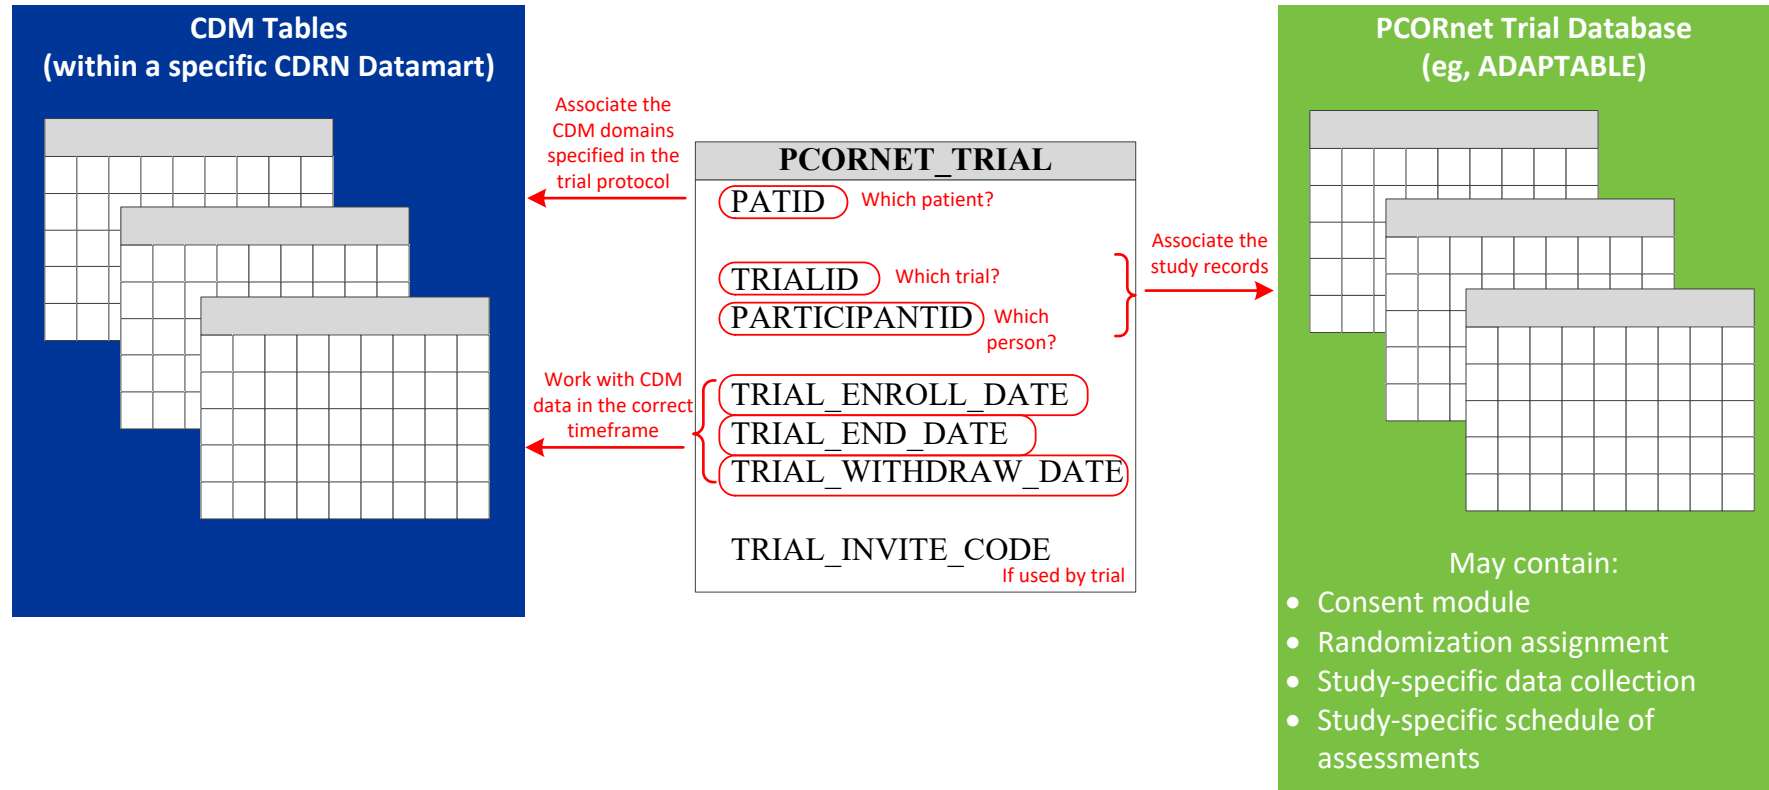 CDM Tables
(within a specific CDRN Datamart)
Associate the
CDM domains
specified in the
trial protocol
Work with CDM
data in the correct
timeframe
PCORNET_TRIAL
PATID
Which patient?
TRIALID
Which trial?
PARTICIPANTID
Which
person?
TRIAL_ENROLL_DATE
TRIAL_END_DATE
TRIAL_WITHDRAW_DATE
TRIAL_INVITE_CODE
If used by trial
Associate the
study records
PCORnet Trial Database
(eg, ADAPTABLE)
May contain:
• Consent module
• Randomization assignment
• Study-specific data collection
• Study-specific schedule of
assessments